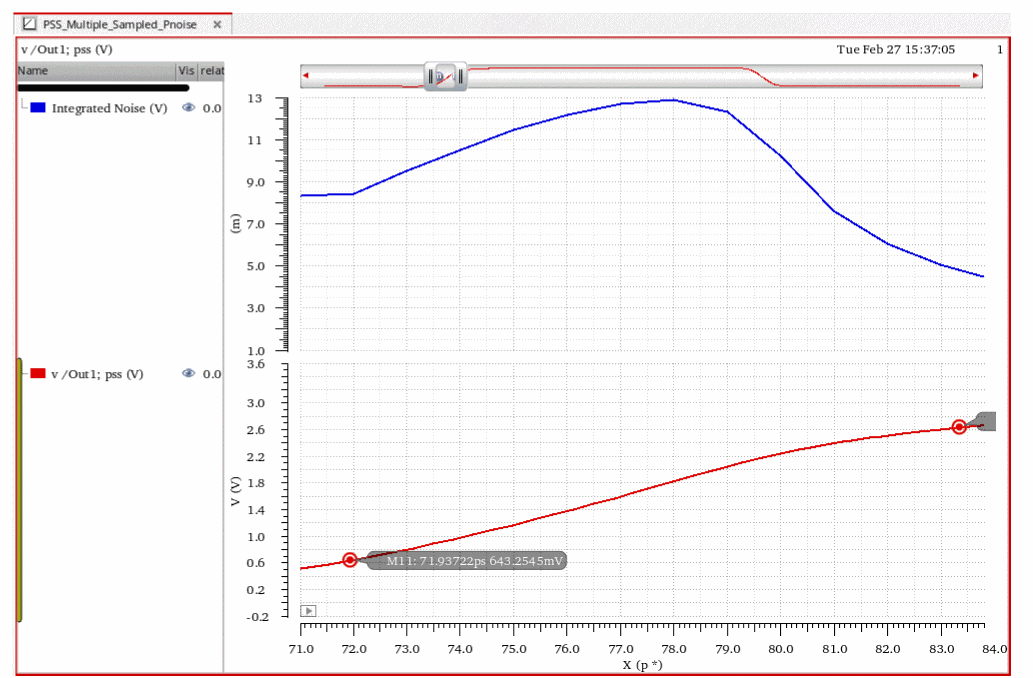 PSS_Multiple_Sampled_Pnoise
v /Out1; pss (V)
Tue Feb 27 15:37:05 1
Name Vis relat
Integrated Noise (V) 0.0
13
11
9.0
7.0
5.0
3.0
1.0
(m)
v /Out1; pss (V) 0.0
3.6
3.0
2.6
2.2
1.8
1.4
1.0
0.6
0.2
-0.2
V (V)
M11: 71.93722ps 643.2545mV
71.0 72.0 73.0 74.0 75.0 76.0 77.0 78.0 79.0 80.0 81.0 82.0 83.0 84.0
X (p *)